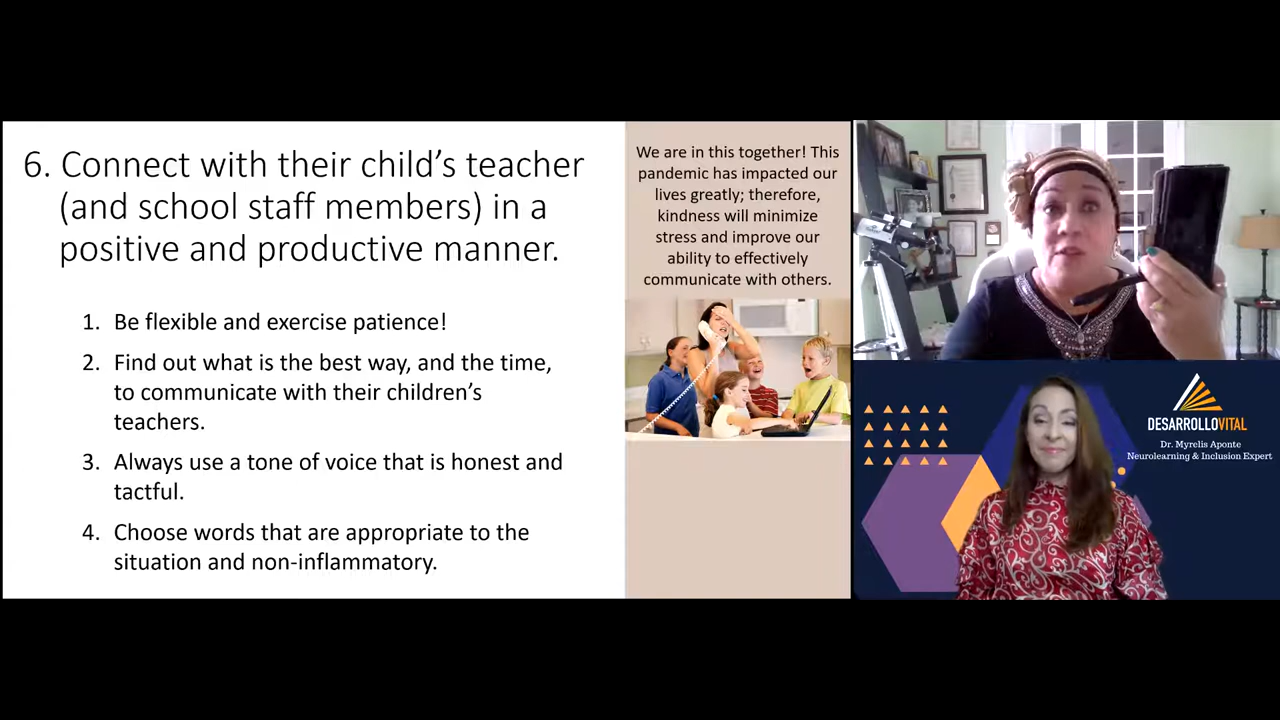 6. Connect with their child's teacher
(and school staff members) in a
positive and productive manner.
1. Be flexible and exercise patience!
2. Find out what is the best way, and the time,
to communicate with their children's
teachers.
3. Always use a tone of voice that is honest and
tactful.
4. Choose words that are appropriate to the
situation and non-inflammatory.
We are in this together! This
pandemic has impacted our
lives greatly; therefore,
kindness will minimize
stress and improve our
ability to effectively
communicate with others.
DESARROLLOVITAL
Dr. Myrelis Aponte
Neurolearning & Inclusion Expert